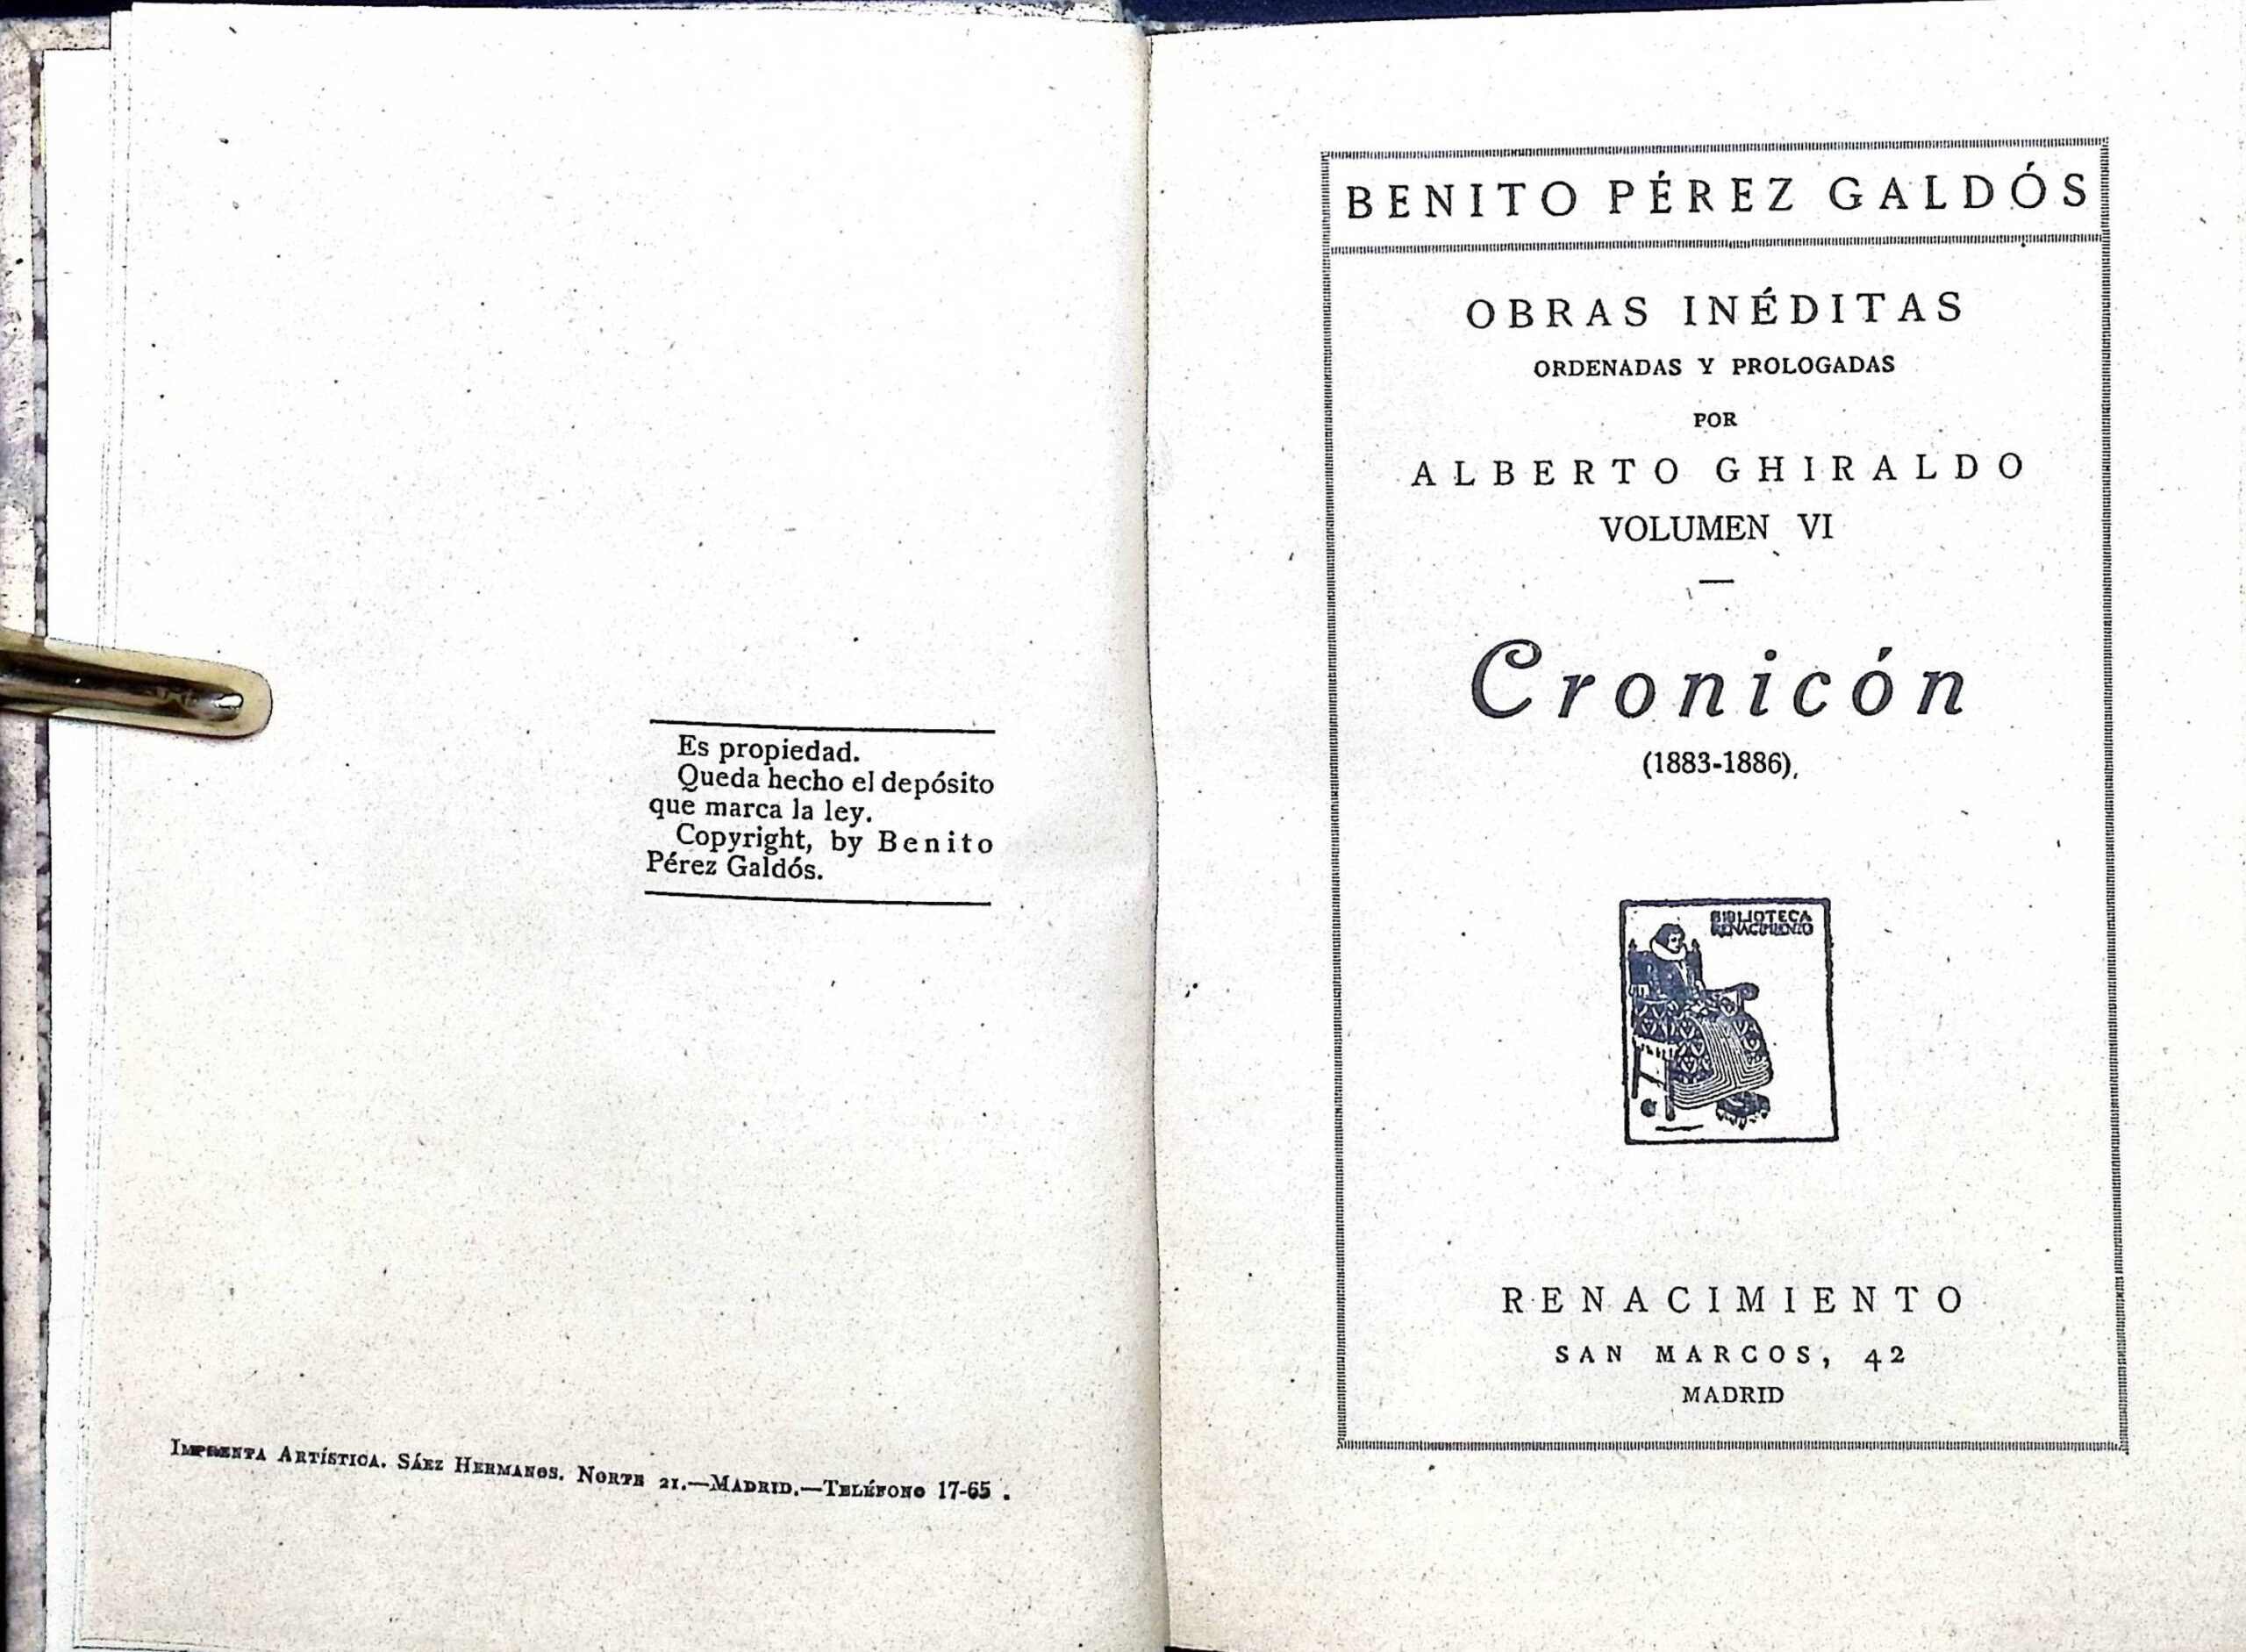 Es propiedad.
Queda hecho el depósito
que marca la ley.
Copyright, by Benito
Pérez Galdós.
IMPRENTA ARTÍSTICA. SÁEZ HERMANOS. NORTE 21.—MADRID.—TELÉFONO 17-65 .
BENITO PÉREZ GALDÓS
OBRAS INÉDITAS
ORDENADAS Y PROLOGADAS
POR
ALBERTO GHIRALDO
VOLUMEN VI
Cronicón
(1883-1886)
BIBLIOTECA
RENACIMIENTO
RENACIMIENTO
SAN MARCOS, 42
MADRID